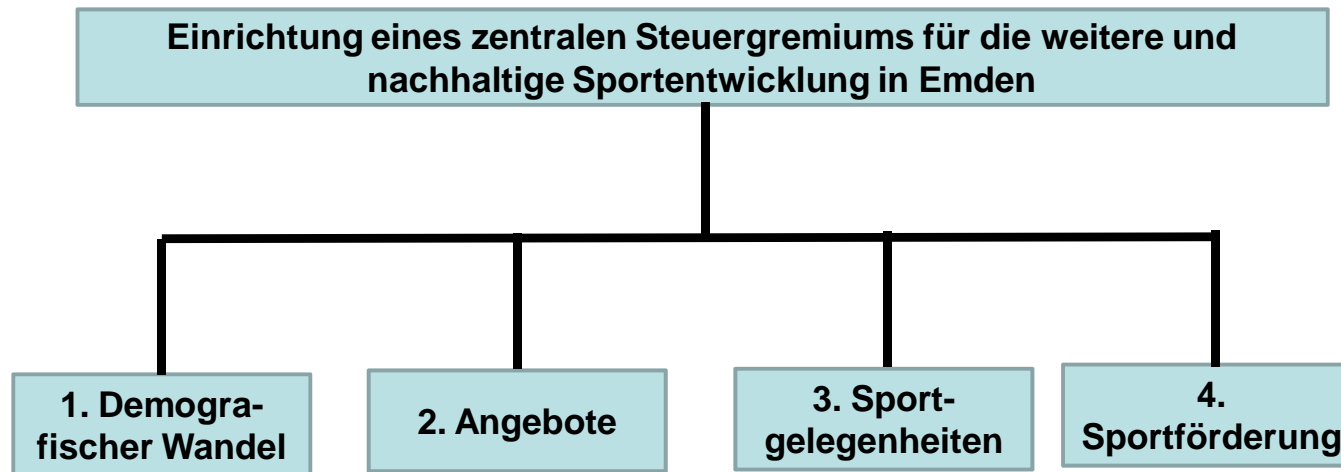 Einrichtung eines zentralen Steuergremiums für die weitere und
nachhaltige Sportentwicklung in Emden
1. Demogra-
fischer Wandel
2. Angebote
3. Sport-
gelegenheiten
4.
Sportförderung